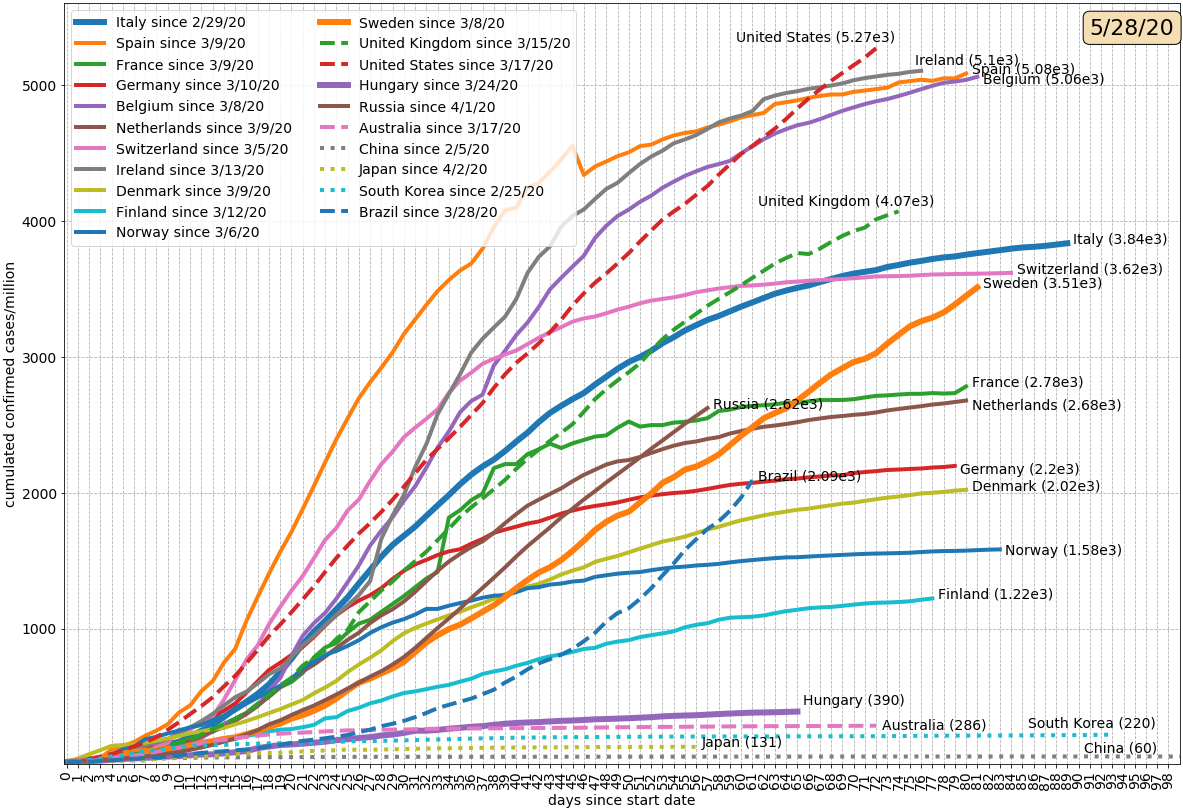 Italy since 2/29/20
Spain since 3/9/20
France since 3/9/20
Germany since 3/10/20
Belgium since 3/8/20
Netherlands since 3/9/20
Switzerland since 3/5/20
Ireland since 3/13/20
Denmark since 3/9/20
Finland since 3/12/20
Norway since 3/6/20
Sweden since 3/8/20
United Kingdom since 3/15/20
United States since 3/17/20
Hungary since 3/24/20
Russia since 4/1/20
Australia since 3/17/20
China since 2/5/20
Japan since 4/2/20
South Korea since 2/25/20
Brazil since 3/28/20
5/28/20
United States (5.27e3)
Ireland (5.1e3)
Spain (5.08e3)
Belgium (5.06e3)
United Kingdom (4.07e3)
Italy (3.84e3)
Switzerland (3.62e3)
Sweden (3.51e3)
France (2.78e3)
Russia (2.62e3)
Netherlands (2.68e3)
Brazil (2.09e3)
Germany (2.2e3)
Denmark (2.02e3)
Norway (1.58e3)
Finland (1.22e3)
Hungary (390)
Australia (286)
South Korea (220)
Japan (131)
China (60)
cumulated confirmed cases/million
5000
4000
3000
2000
1000
0 1 2 3 4 5 6 7 8 9 10 11 12 13 14 15 16 17 18 19 20 21 22 23 24 25 26 27 28 29 30 31 32 33 34 35 36 37 38 39 40 41 42 43 44 45 46 47 48 49 50 51 52 53 54 55 56 57 58 59 60 61 62 63 64 65 66 67 68 69 70 71 72 73 74 75 76 77 78 79 80 81 82 83 84 85 86 87 88 89 90 91 92 93 94 95 96 97 98
days since start date